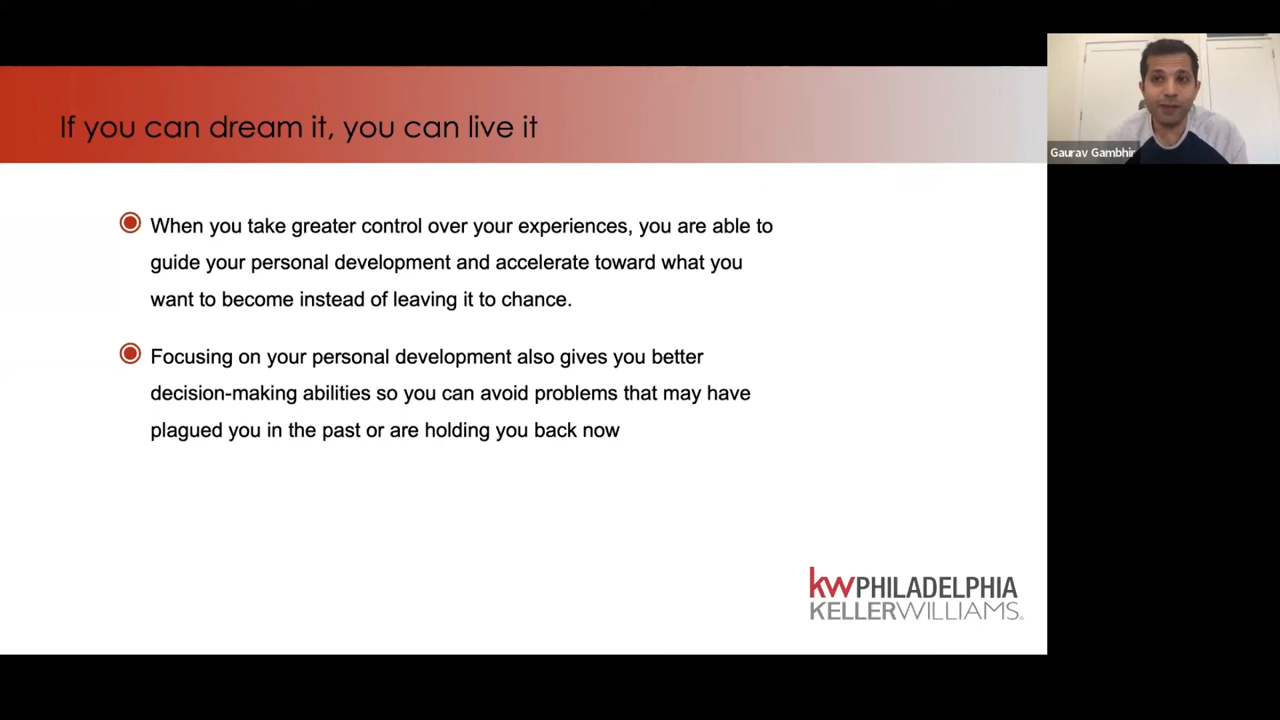 If you can dream it, you can live it
Gaurav Gambhir
When you take greater control over your experiences, you are able to
guide your personal development and accelerate toward what you
want to become instead of leaving it to chance.
Focusing on your personal development also gives you better
decision-making abilities so you can avoid problems that may have
plagued you in the past or are holding you back now
kwPHILADELPHIA
KELLERWILLIAMS®